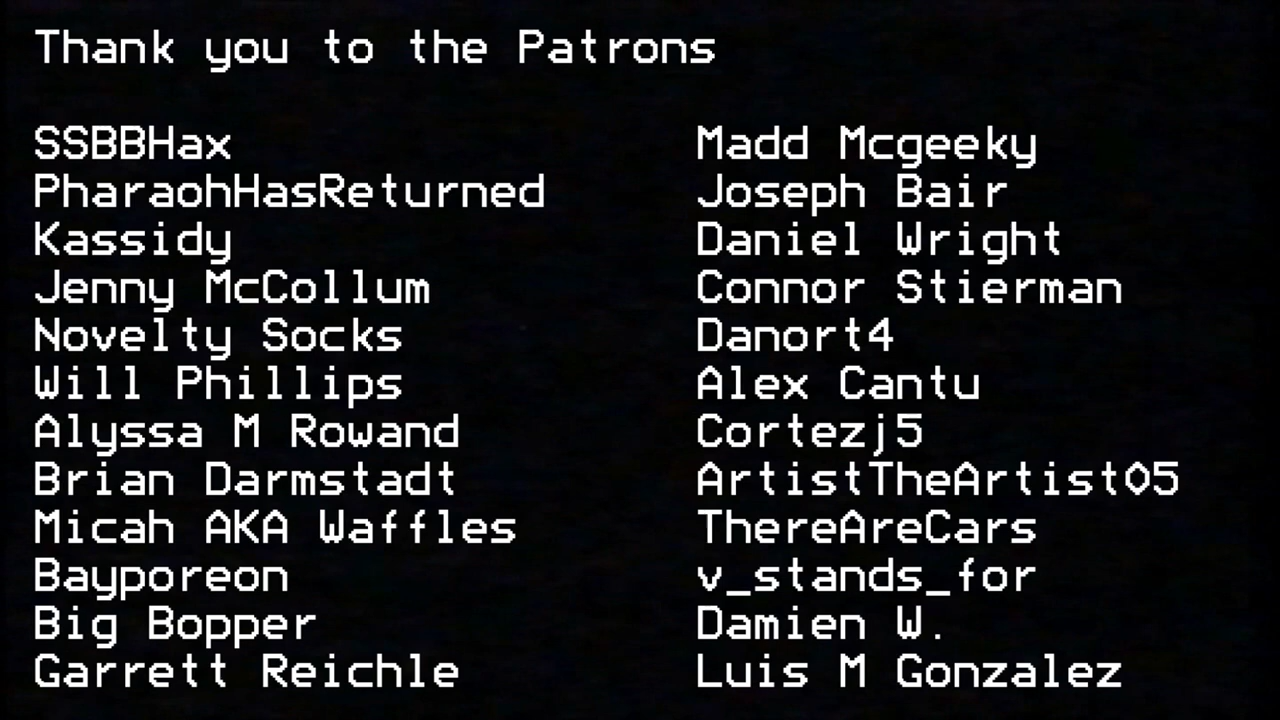 Thank you to the Patrons
SSBBHax
PharaohHasReturned
Kassidy
Jenny McCollum
Novelty Socks
Will Phillips
Alyssa M Rowand
Brian Darmstadt
Micah AKA Waffles
Bayporeon
Big Bopper
Garrett Reichle
Madd Mcgeeky
Joseph Bair
Daniel Wright
Connor Stierman
Danort4
Alex Cantu
Cortezj5
ArtistTheArtist05
ThereAreCars
v_stands_for
Damien W.
Luis M Gonzalez